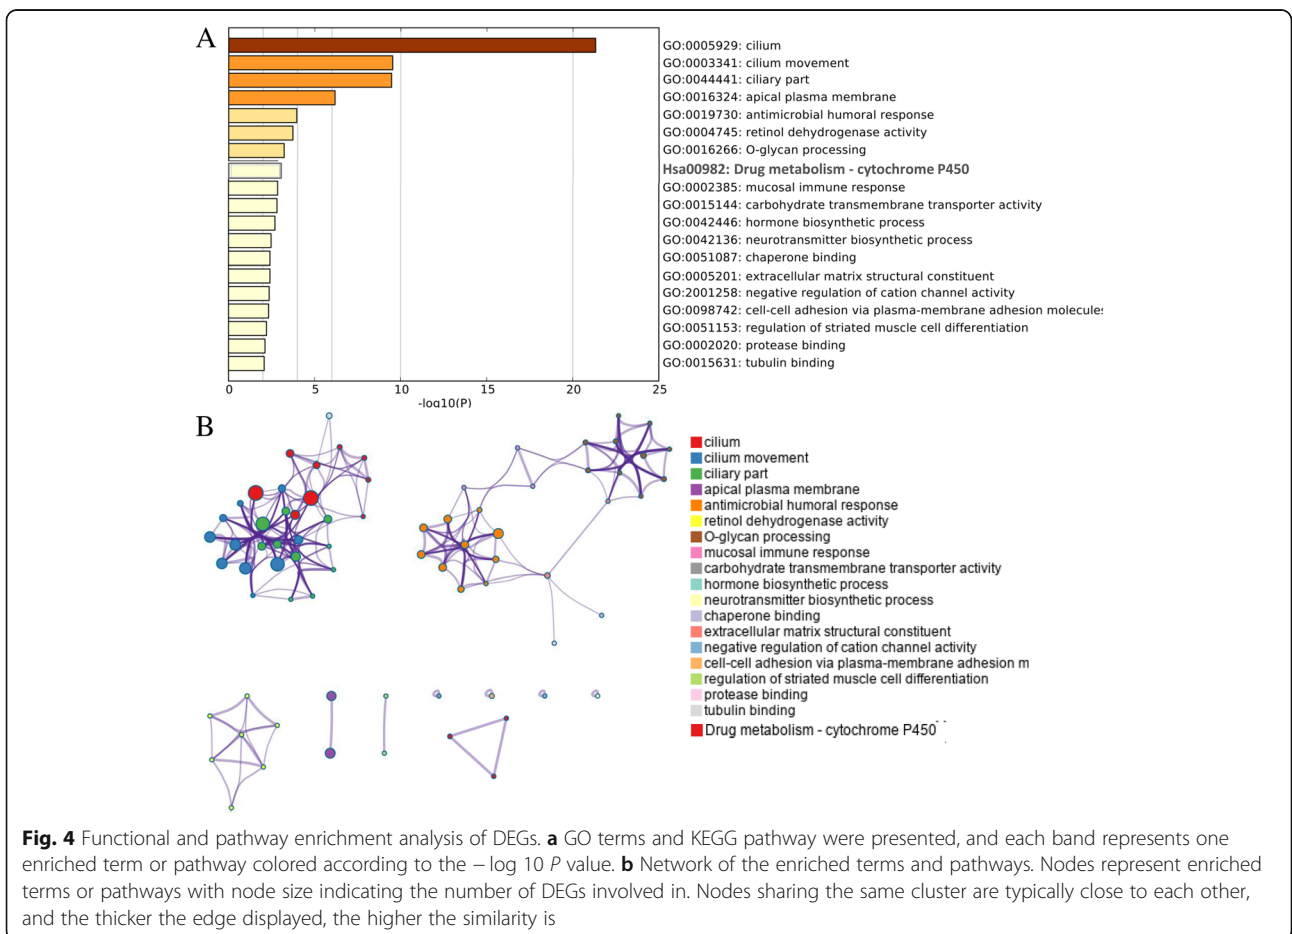 A
GO:0005929: cilium
GO:0003341: cilium movement
GO:0044441: ciliary part
GO:0016324: apical plasma membrane
GO:0019730: antimicrobial humoral response
GO:0004745: retinol dehydrogenase activity
GO:0016266: O-glycan processing
Hsa00982: Drug metabolism - cytochrome P450
GO:0002385: mucosal immune response
GO:0015144: carbohydrate transmembrane transporter activity
GO:0042446: hormone biosynthetic process
GO:0042136: neurotransmitter biosynthetic process
GO:0051087: chaperone binding
GO:0005201: extracellular matrix structural constituent
GO:2001258: negative regulation of cation channel activity
GO:0098742: cell-cell adhesion via plasma-membrane adhesion molecules
GO:0051153: regulation of striated muscle cell differentiation
GO:0002020: protease binding
GO:0015631: tubulin binding
0 5 10 15 20 25
-log10(P)
B
cilium
cilium movement
ciliary part
apical plasma membrane
antimicrobial humoral response
retinol dehydrogenase activity
O-glycan processing
mucosal immune response
carbohydrate transmembrane transporter activity
hormone biosynthetic process
neurotransmitter biosynthetic process
chaperone binding
extracellular matrix structural constituent
negative regulation of cation channel activity
cell-cell adhesion via plasma-membrane adhesion m
regulation of striated muscle cell differentiation
protease binding
tubulin binding
Drug metabolism - cytochrome P450
Fig. 4 Functional and pathway enrichment analysis of DEGs. a GO terms and KEGG pathway were presented, and each band represents one
enriched term or pathway colored according to the − log 10 P value. b Network of the enriched terms and pathways. Nodes represent enriched
terms or pathways with node size indicating the number of DEGs involved in. Nodes sharing the same cluster are typically close to each other,
and the thicker the edge displayed, the higher the similarity is